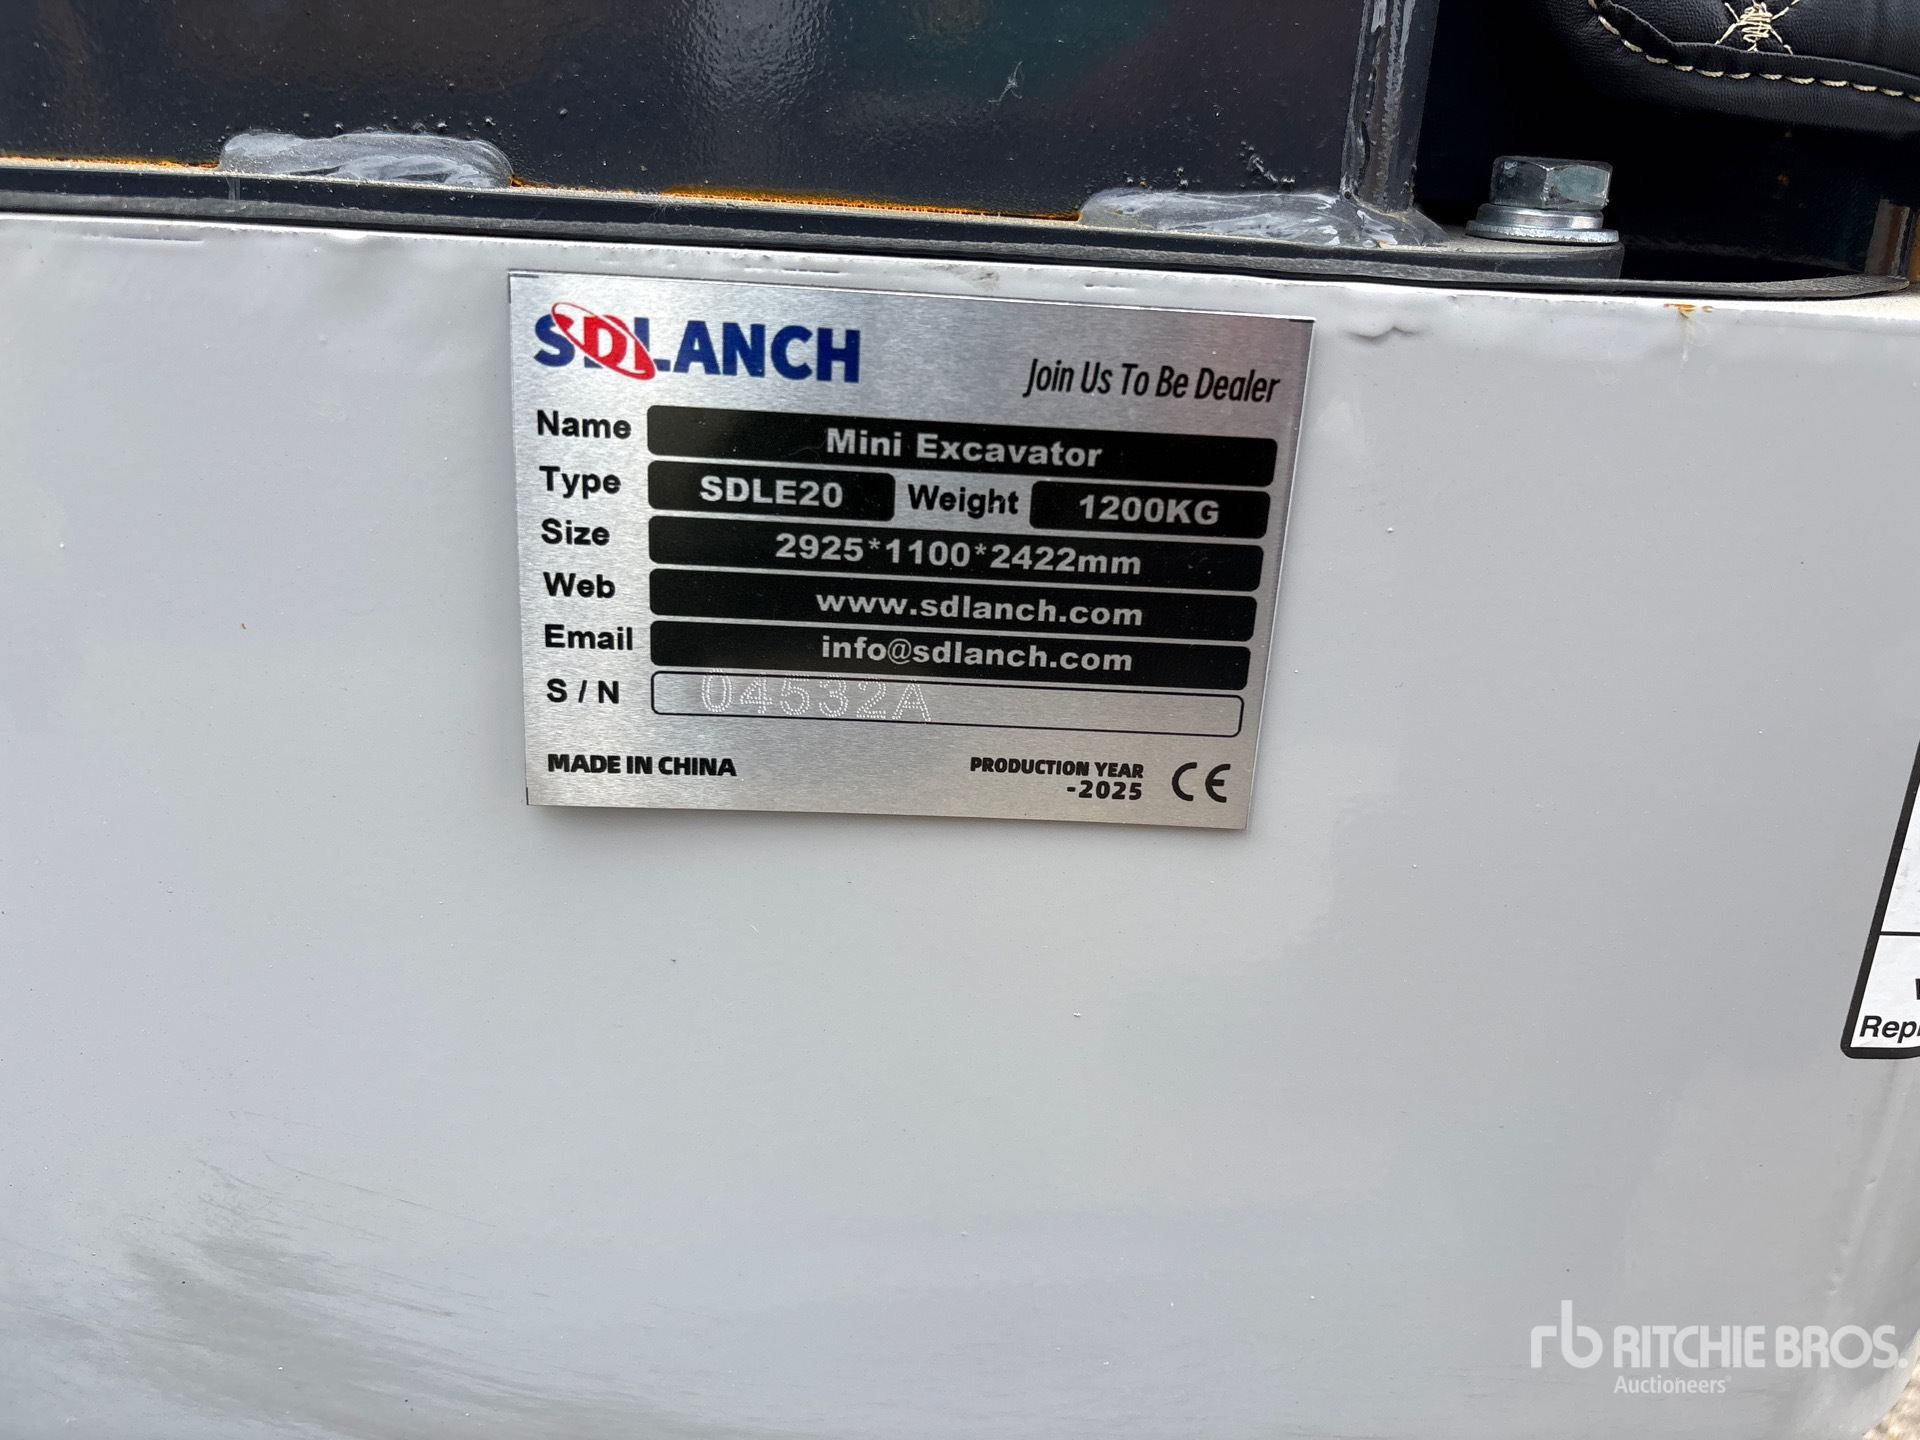 SDLANCH
Join Us To Be Dealer
Name Mini Excavator
Type SDLE20 Weight 1200KG
Size 2925*1100*2422mm
Web www.sdlanch.com
Email info@sdlanch.com
S / N 04532A
MADE IN CHINA
PRODUCTION YEAR
-2025 CE
rb RITCHIE BROS.
Auctioneers